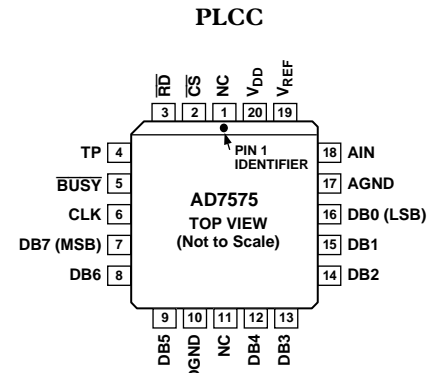 PLCC
RD CS NC VDD VREF
3 2 1 20 19
PIN 1
IDENTIFIER
TP 4
BUSY 5
CLK 6
DB7 (MSB) 7
DB6 8
AD7575
TOP VIEW
(Not to Scale)
18 AIN
17 AGND
16 DB0 (LSB)
15 DB1
14 DB2
9 10 11 12 13
DB5 DGND NC DB4 DB3